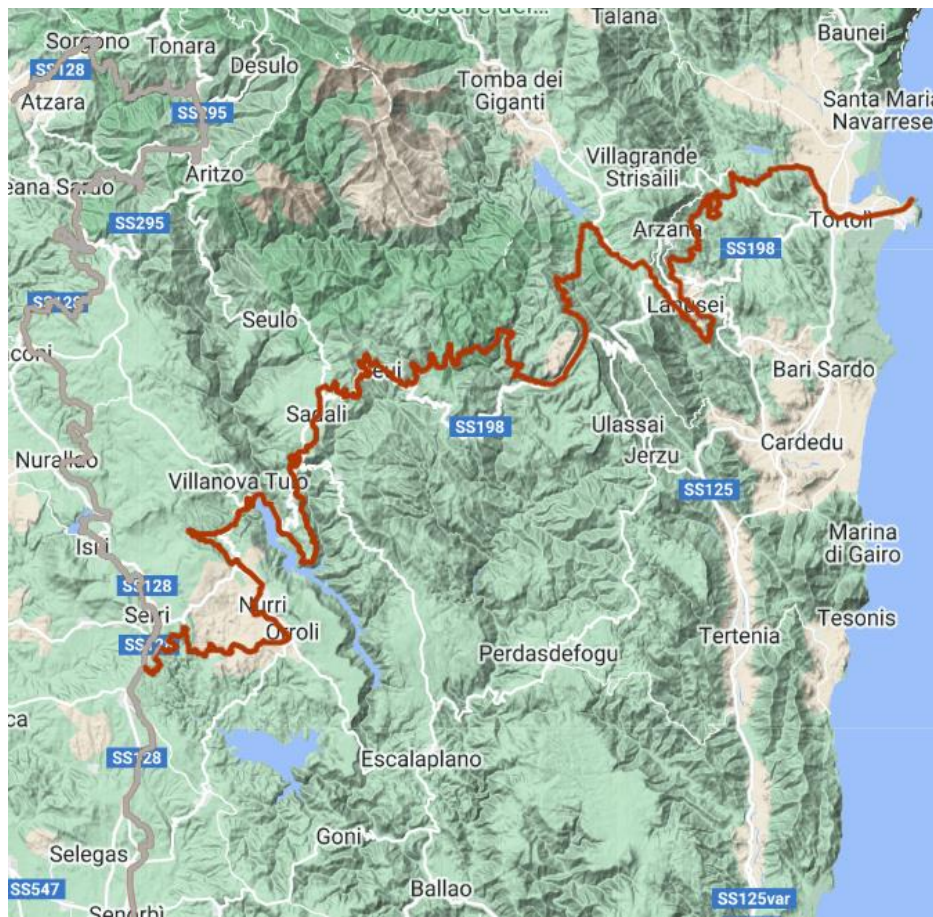 Talana
Baunei
Sorgono
Tonara
SS128
Desulo
Tomba dei
Giganti
Atzara
SS295
Santa Maria
Navarrese
Villagrande
Strisaili
Aritzo
Arzana
SS295
SS198
Tortolì
Lanusei
Seulo
Bari Sardo
Sadali
SS198
Ulassai
Cardedu
Jerzu
Nurallao
Villanova Tulo
SS125
Marina
di Gairo
Isili
SS128
Nurri
Serri
Orroli
Tesonis
Tertenia
Perdasdefogu
SS128
Escalaplano
Goni
Selegas
SS547
Ballao
SS125var
Senorbì